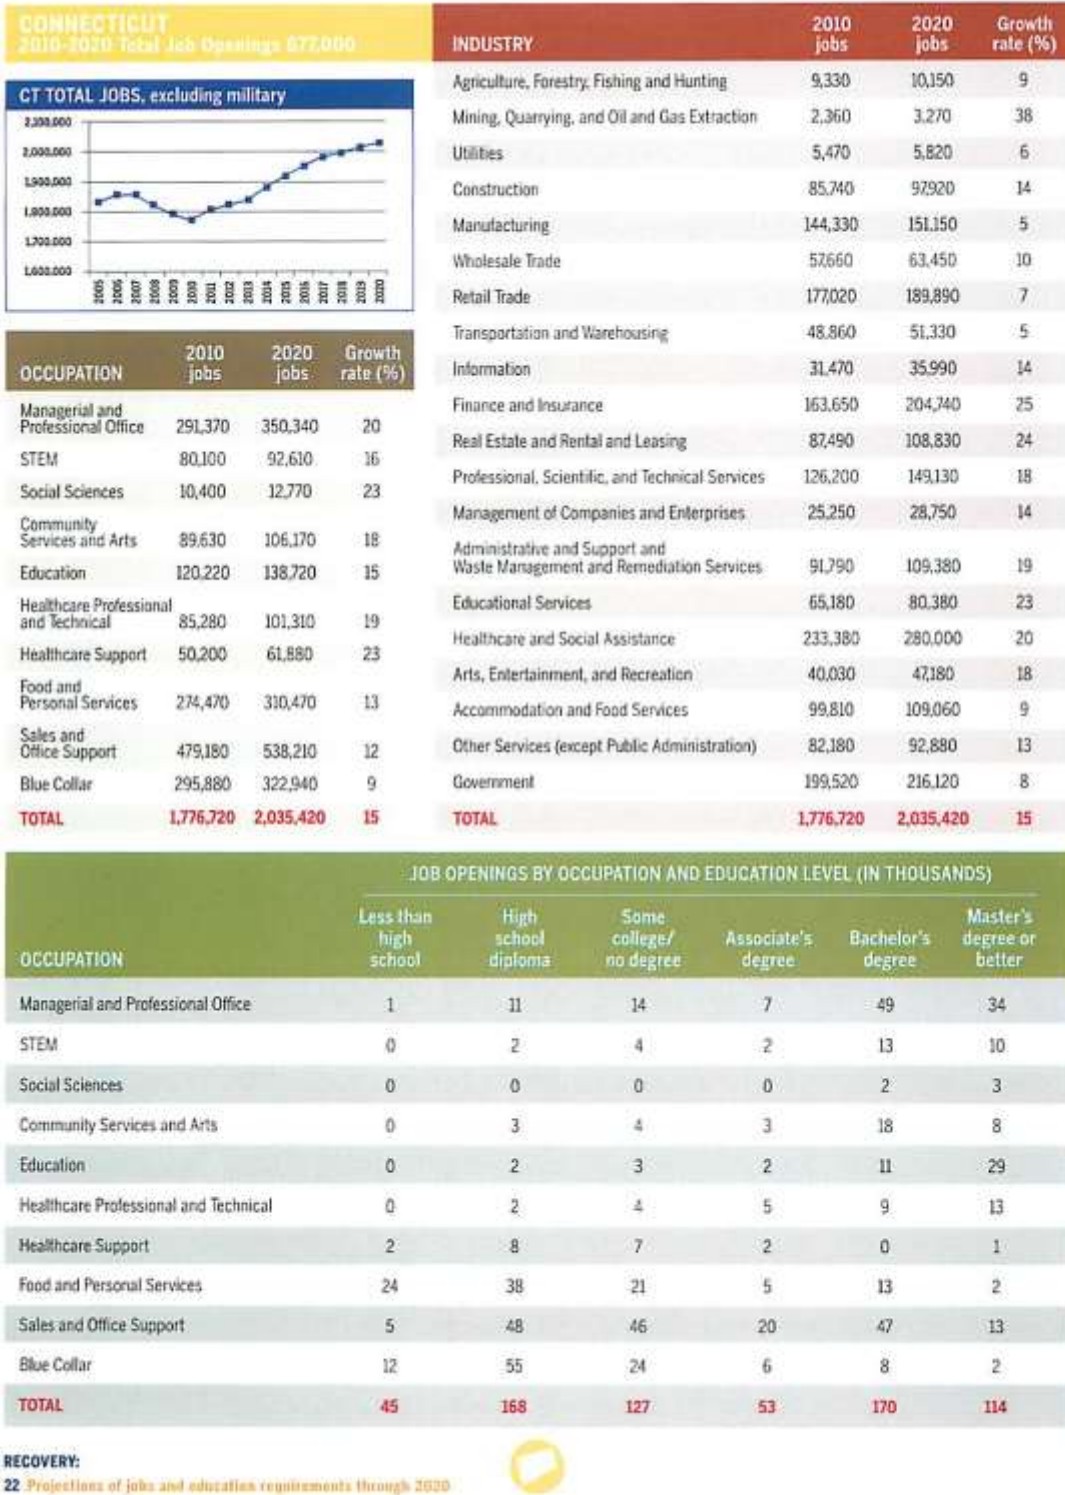 CONNECTICUT
2010-2020 Total Job Openings 677,000
CT TOTAL JOBS, excluding military
2,100,000
2,000,000
1,900,000
1,800,000
1,700,000
1,600,000
2005 2006 2007 2008 2009 2010 2011 2012 2013 2014 2015 2016 2017 2018 2019 2020
OCCUPATION 2010 jobs 2020 jobs Growth rate (%)
Managerial and Professional Office 291,370 350,340 20
STEM 80,100 92,610 16
Social Sciences 10,400 12,770 23
Community Services and Arts 89,630 106,170 18
Education 120,220 138,720 15
Healthcare Professional and Technical 85,280 101,310 19
Healthcare Support 50,200 61,880 23
Food and Personal Services 274,470 310,470 13
Sales and Office Support 479,180 538,210 12
Blue Collar 295,880 322,940 9
TOTAL 1,776,720 2,035,420 15
INDUSTRY 2010 jobs 2020 jobs Growth rate (%)
Agriculture, Forestry, Fishing and Hunting 9,330 10,150 9
Mining, Quarrying, and Oil and Gas Extraction 2,360 3,270 38
Utilities 5,470 5,820 6
Construction 85,740 97,920 14
Manufacturing 144,330 151,150 5
Wholesale Trade 57,660 63,450 10
Retail Trade 177,020 189,890 7
Transportation and Warehousing 48,860 51,330 5
Information 31,470 35,990 14
Finance and Insurance 163,650 204,740 25
Real Estate and Rental and Leasing 87,490 108,830 24
Professional, Scientific, and Technical Services 126,200 149,130 18
Management of Companies and Enterprises 25,250 28,750 14
Administrative and Support and
Waste Management and Remediation Services 91,790 109,380 19
Educational Services 65,180 80,380 23
Healthcare and Social Assistance 233,380 280,000 20
Arts, Entertainment, and Recreation 40,030 47,180 18
Accommodation and Food Services 99,810 109,060 9
Other Services (except Public Administration) 82,180 92,880 13
Government 199,520 216,120 8
TOTAL 1,776,720 2,035,420 15
JOB OPENINGS BY OCCUPATION AND EDUCATION LEVEL (IN THOUSANDS)
OCCUPATION Less than high school High school diploma Some college/ no degree Associate's degree Bachelor's degree Master's degree or better
Managerial and Professional Office 1 11 14 7 49 34
STEM 0 2 4 2 13 10
Social Sciences 0 0 0 0 2 3
Community Services and Arts 0 3 4 3 18 8
Education 0 2 3 2 11 29
Healthcare Professional and Technical 0 2 4 5 9 13
Healthcare Support 2 8 7 2 0 1
Food and Personal Services 24 38 21 5 13 2
Sales and Office Support 5 48 46 20 47 13
Blue Collar 12 55 24 6 8 2
TOTAL 45 168 127 53 170 114
RECOVERY:
22 Projections of jobs and education requirements through 2020